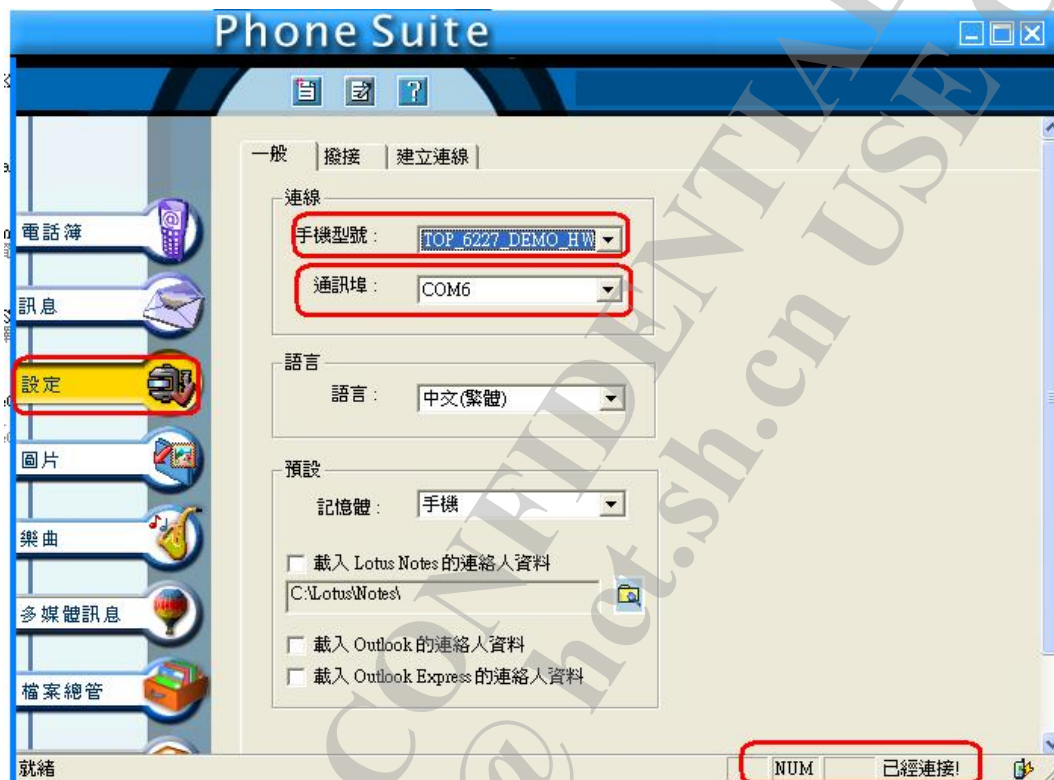 Phone Suite
一般 撥接 建立連線
連線
手機型號： TOP_6227_DEMO_HW
通訊埠： COM6
語言
語言： 中文(繁體)
預設
記憶體： 手機
載入 Lotus Notes 的連絡人資料
C:\Lotus\Notes\
載入 Outlook 的連絡人資料
載入 Outlook Express 的連絡人資料
電話簿
訊息
設定
圖片
樂曲
多媒體訊息
檔案總管
就緒 NUM 已經連接!
CONFIDENTIAL
USE
@ hot.sh.cn